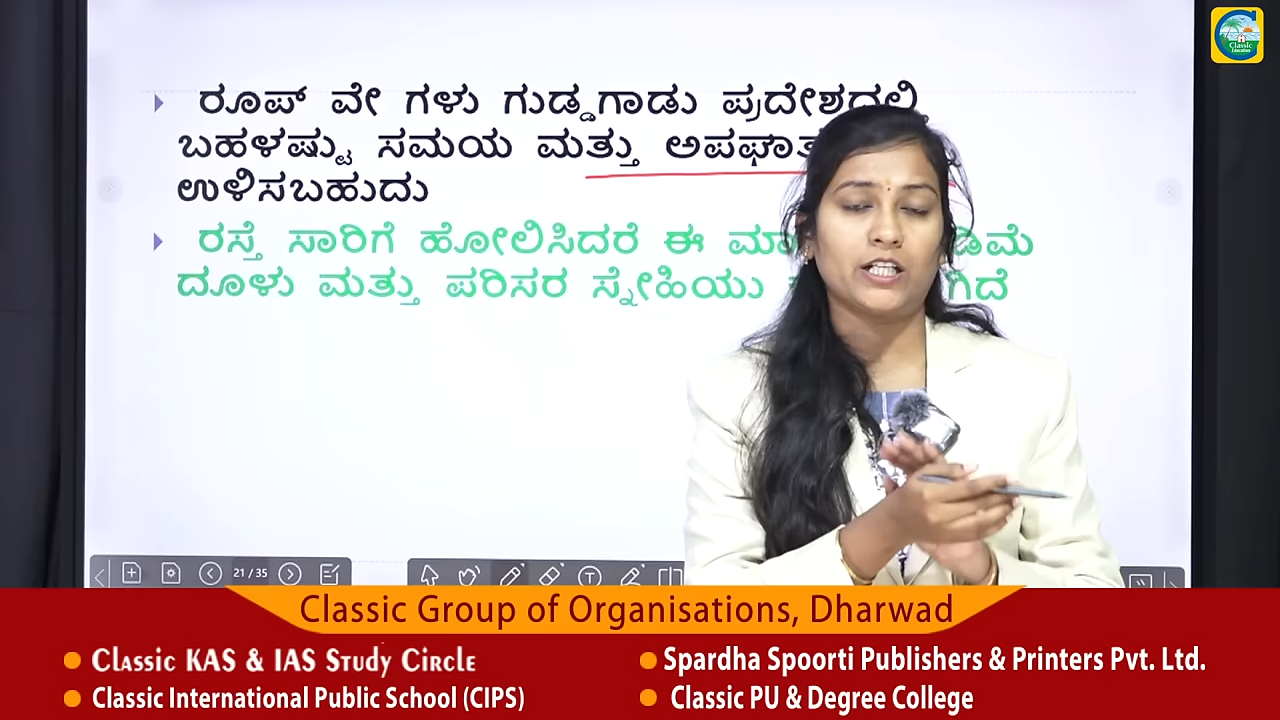 Classic
Education
ರೂಪ್ ವೇ ಗಳು ಗುಡ್ಡಗಾಡು ಪ್ರದೇಶದಲ್ಲಿ
ಬಹಳಷ್ಟು ಸಮಯ ಮತ್ತು
ಉಳಿಸಬಹುದು
ರಸ್ತೆ ಸಾರಿಗೆ ಹೋಲಿಸಿದರೆ ಈ
ದೂಳು ಮತ್ತು ಪರಿಸರ ಸ್ನೇಹಿಯು
21 / 35
Classic Group of Organisations, Dharwad
Classic KAS & IAS Study Circle
Spardha Spoorti Publishers & Printers Pvt. Ltd.
Classic International Public School (CIPS)
Classic PU & Degree College